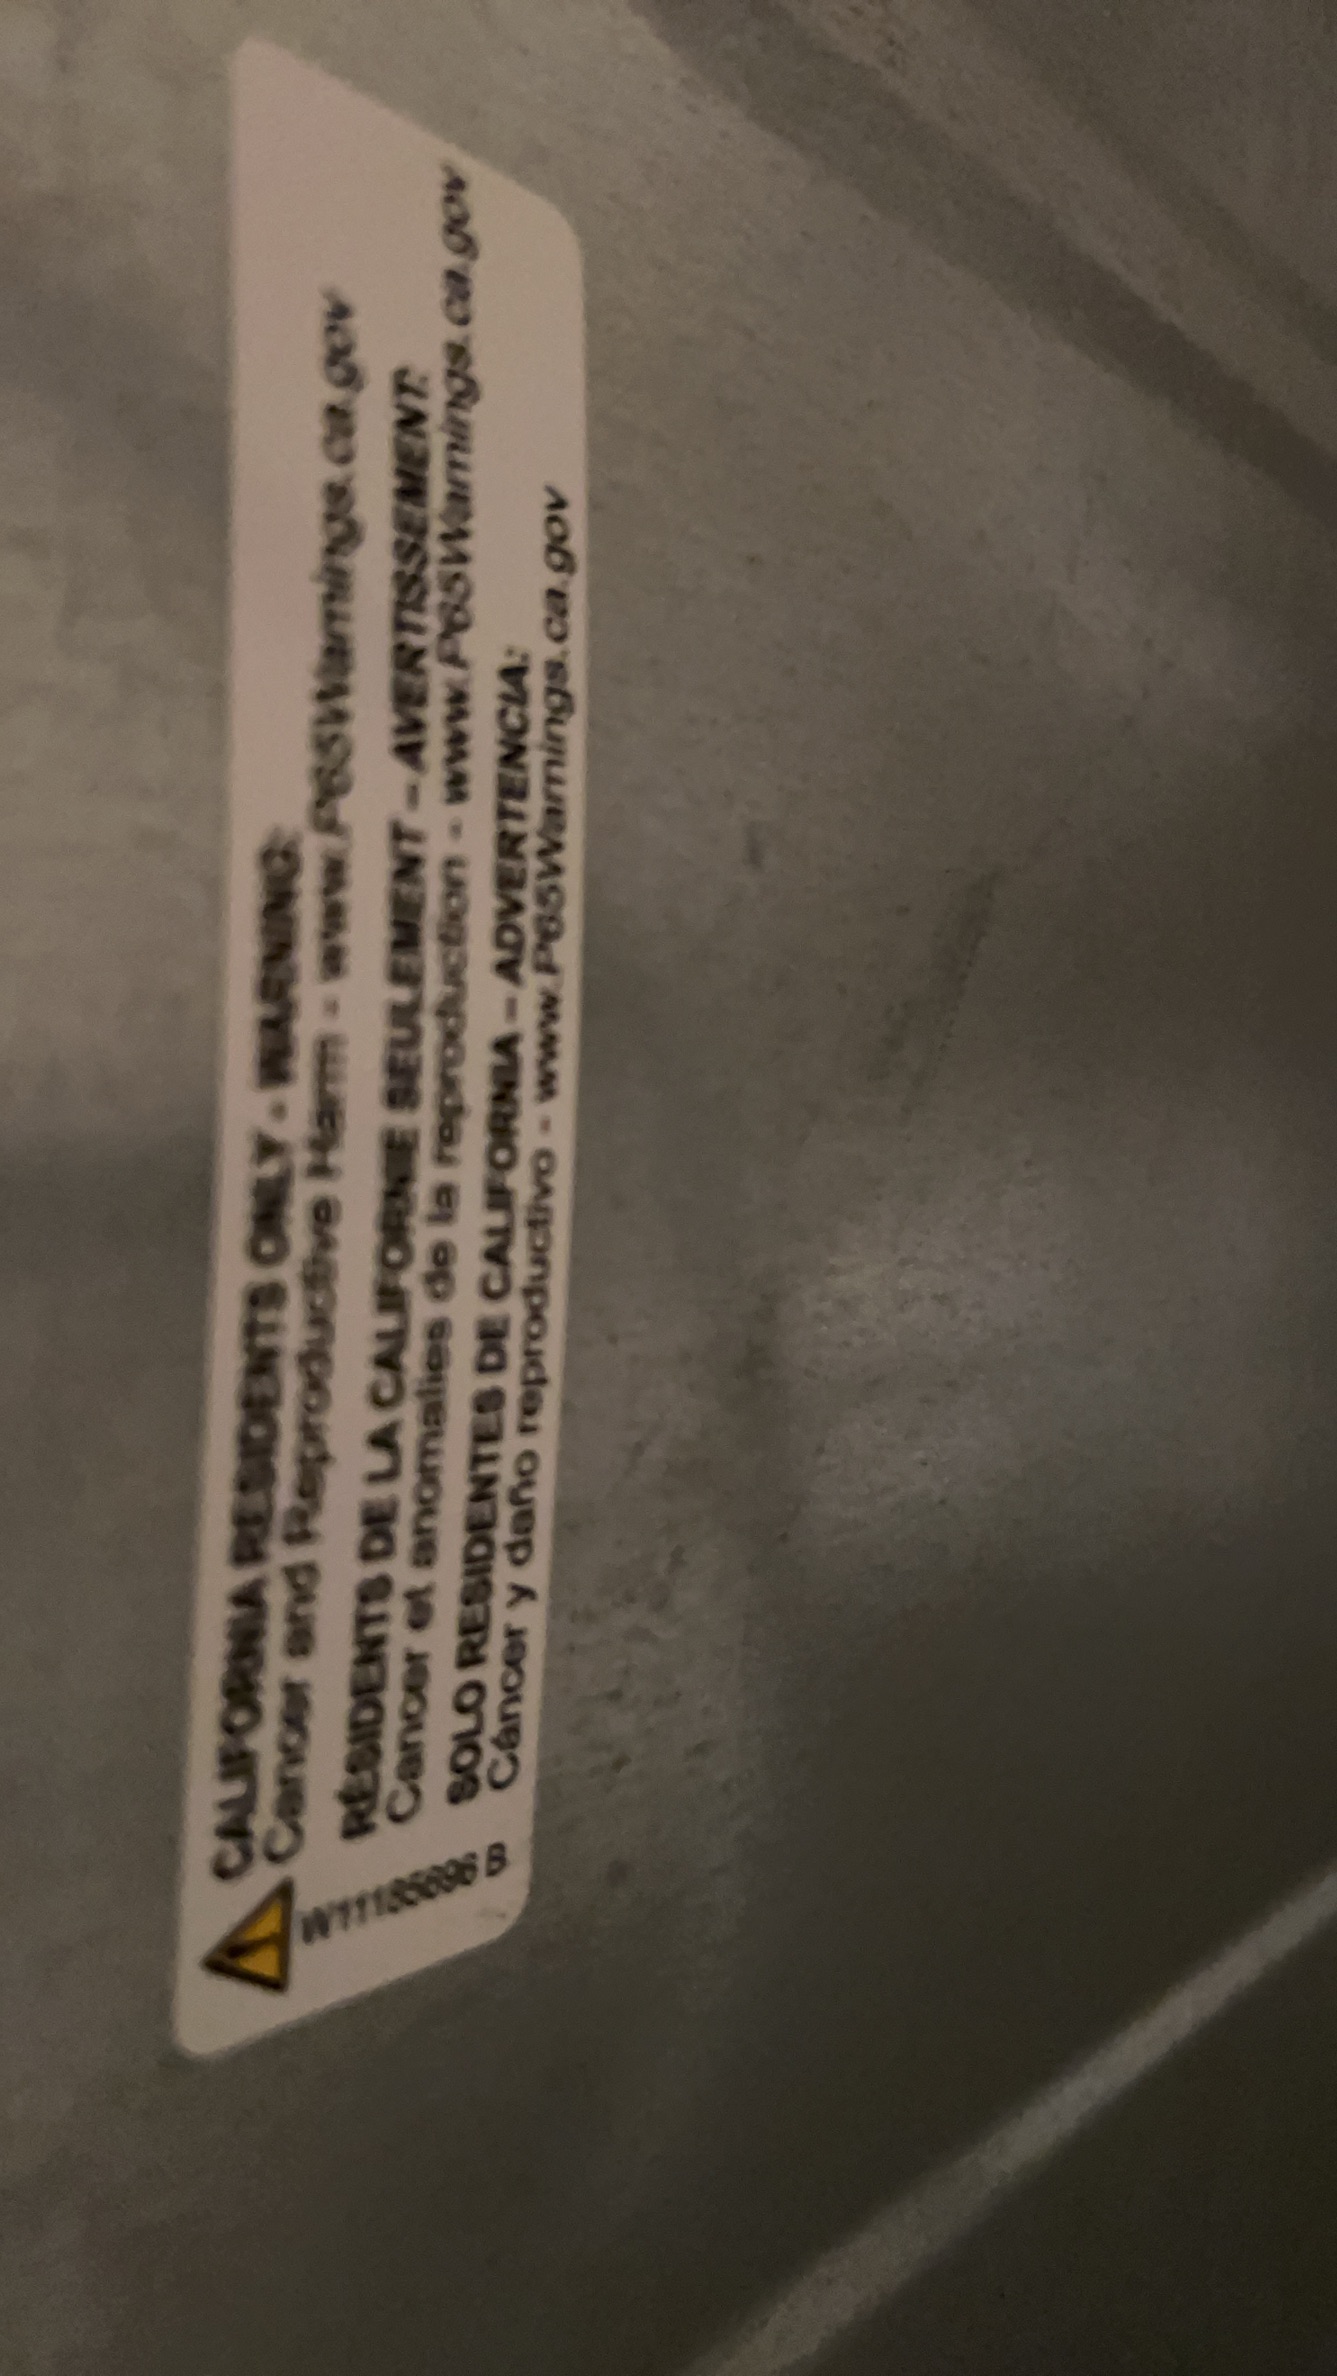 CALIFORNIA RESIDENTS ONLY - WARNING:
Cancer and Reproductive Harm - www.P65Warnings.ca.gov
RÉSIDENTS DE LA CALIFORNIE SEULEMENT – AVERTISSEMENT:
Cancer et anomalies de la reproduction - www.P65Warnings.ca.gov
SOLO RESIDENTES DE CALIFORNIA – ADVERTENCIA:
Cáncer y daño reproductivo - www.P65Warnings.ca.gov
W11185696 B